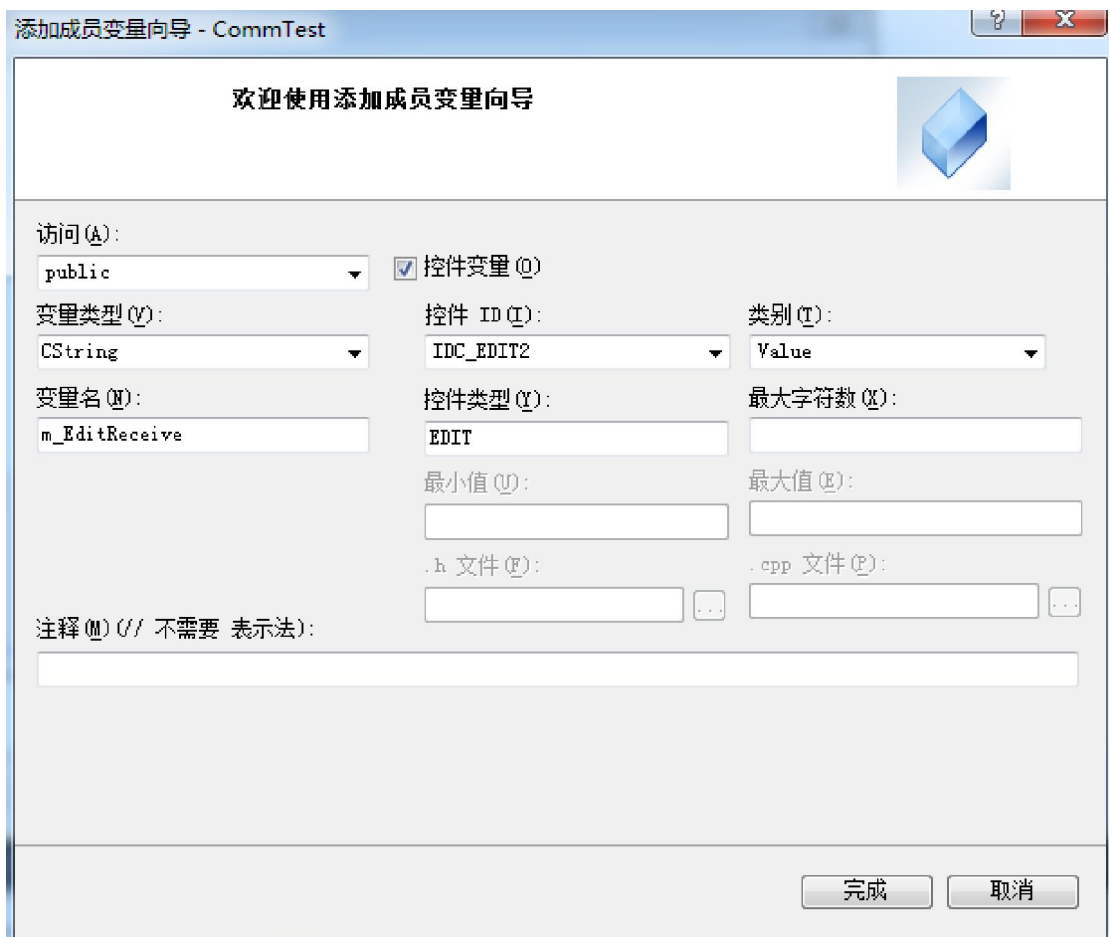 添加成员变量向导 - CommTest
欢迎使用添加成员变量向导
访问(A):
public
控件变量(O)
变量类型(V):
控件 ID(I):
类别(T):
CString
IDC_EDIT2
Value
变量名(N):
控件类型(Y):
最大字符数(X):
m_EditReceive
EDIT
最小值(U):
最大值(E):
.h 文件(F):
.cpp 文件(P):
...
...
注释(M)(// 不需要 表示法):
完成
取消